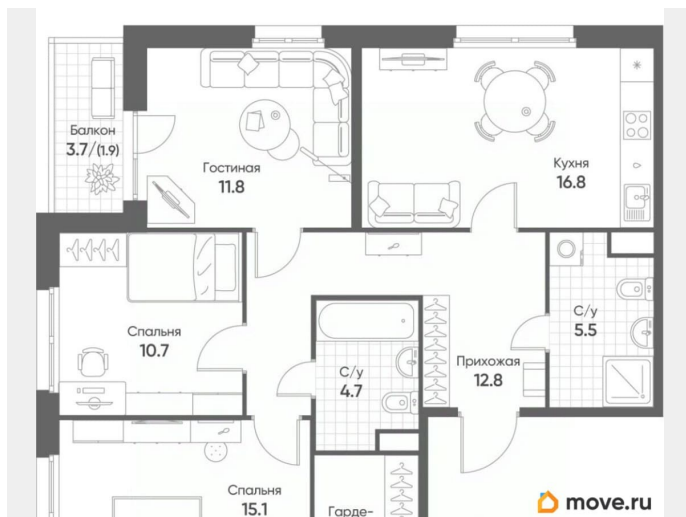 Балкон
3.7/(1.9)
Гостиная
11.8
Кухня
16.8
Спальня
10.7
С/у
4.7
Прихожая
12.8
С/у
5.5
Спальня
15.1
Гарде-
move.ru